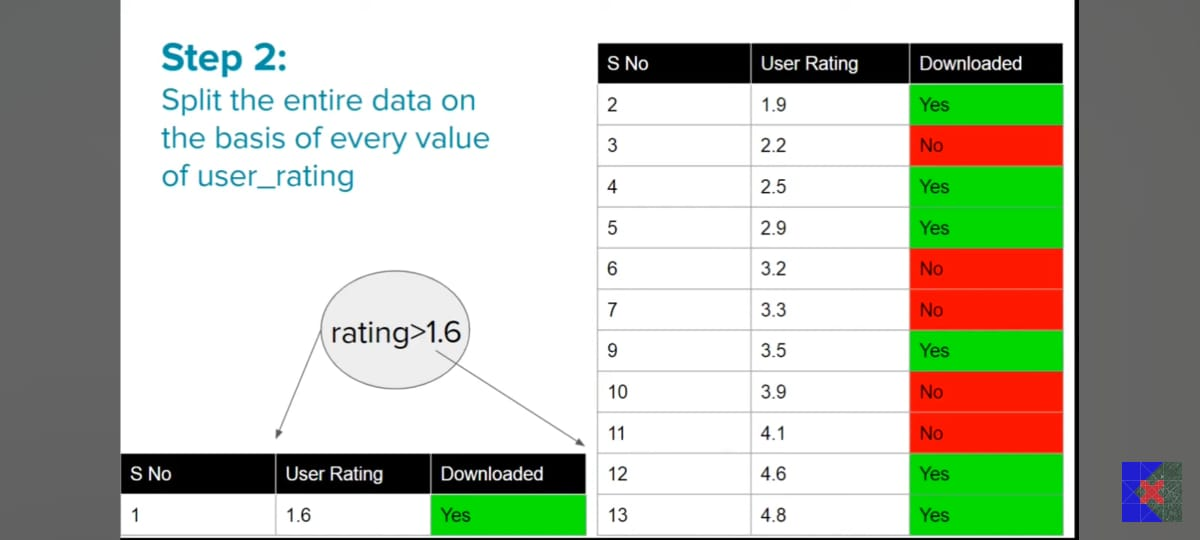 Step 2:
Split the entire data on
the basis of every value
of user_rating
rating>1.6
S No User Rating Downloaded
1 1.6 Yes
S No User Rating Downloaded
2 1.9 Yes
3 2.2 No
4 2.5 Yes
5 2.9 Yes
6 3.2 No
7 3.3 No
9 3.5 Yes
10 3.9 No
11 4.1 No
12 4.6 Yes
13 4.8 Yes